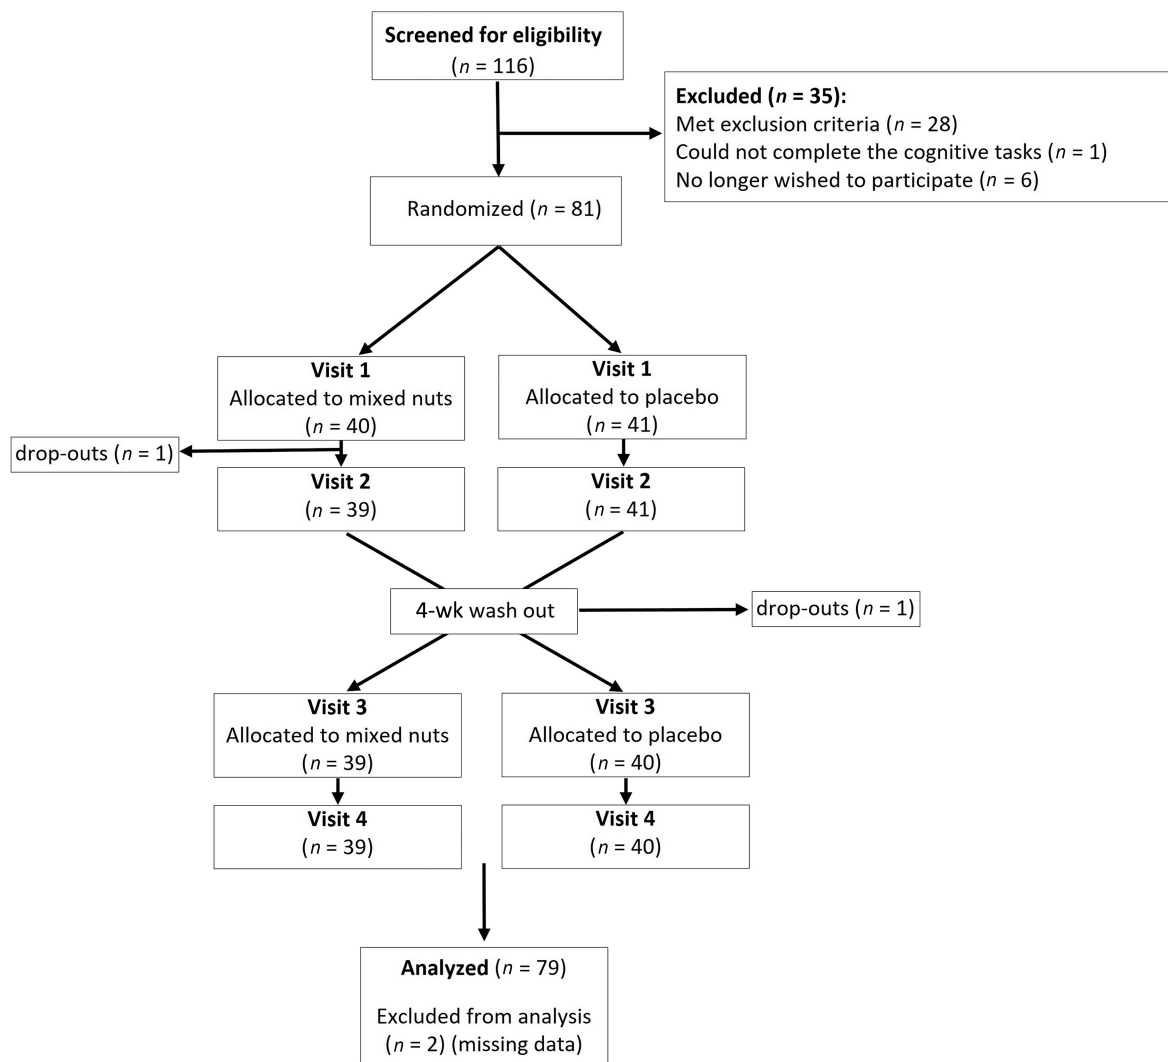 Screened for eligibility
(n = 116)
Excluded (n = 35):
Met exclusion criteria (n = 28)
Could not complete the cognitive tasks (n = 1)
No longer wished to participate (n = 6)
Randomized (n = 81)
Visit 1
Allocated to mixed nuts
(n = 40)
Visit 1
Allocated to placebo
(n = 41)
drop-outs (n = 1)
Visit 2
(n = 39)
Visit 2
(n = 41)
4-wk wash out
drop-outs (n = 1)
Visit 3
Allocated to mixed nuts
(n = 39)
Visit 3
Allocated to placebo
(n = 40)
Visit 4
(n = 39)
Visit 4
(n = 40)
Analyzed (n = 79)
Excluded from analysis
(n = 2) (missing data)